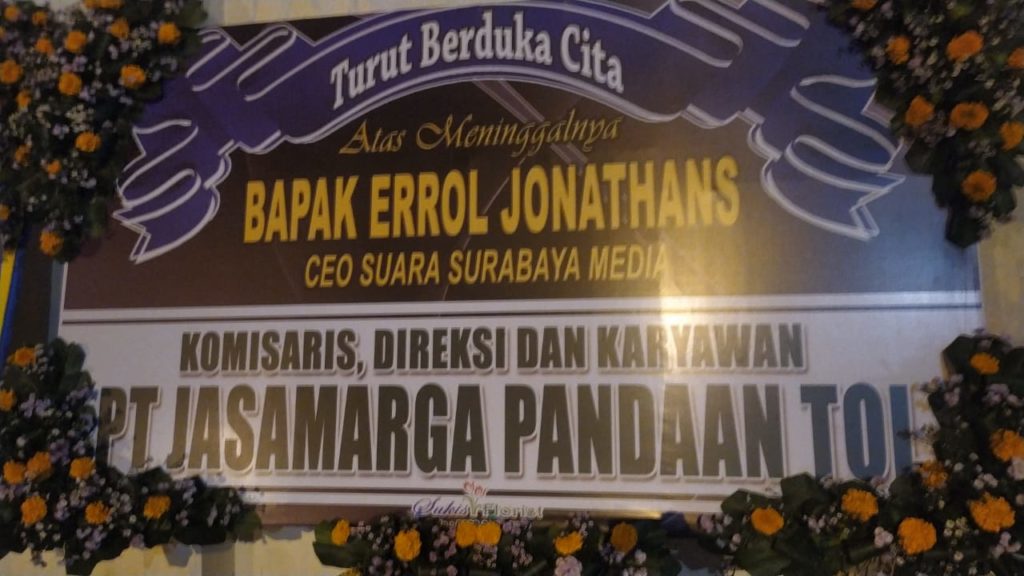 Turut Berduka Cita
Atas Meninggalnya
BAPAK ERROL JONATHANS
CEO SUARA SURABAYA MEDIA
KOMISARIS, DIREKSI DAN KARYAWAN
PT JASAMARGA PANDAAN TOL
Florist